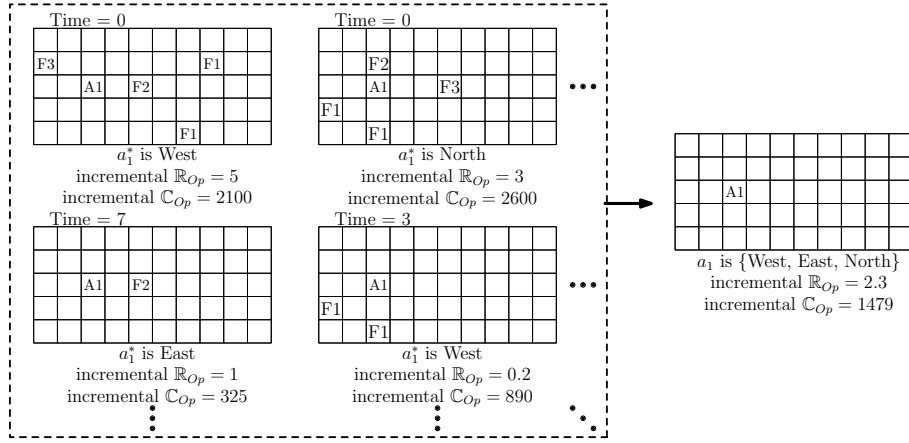 Time = 0
F3
F1
A1
F2
F1
a₁* is West
incremental ℝ_Op = 5
incremental ℂ_Op = 2100
Time = 0
F2
A1
F3
F1
F1
a₁* is North
incremental ℝ_Op = 3
incremental ℂ_Op = 2600
Time = 7
A1
F2
a₁* is East
incremental ℝ_Op = 1
incremental ℂ_Op = 325
Time = 3
A1
F1
F1
a₁* is West
incremental ℝ_Op = 0.2
incremental ℂ_Op = 890
A1
a₁ is {West, East, North}
incremental ℝ_Op = 2.3
incremental ℂ_Op = 1479